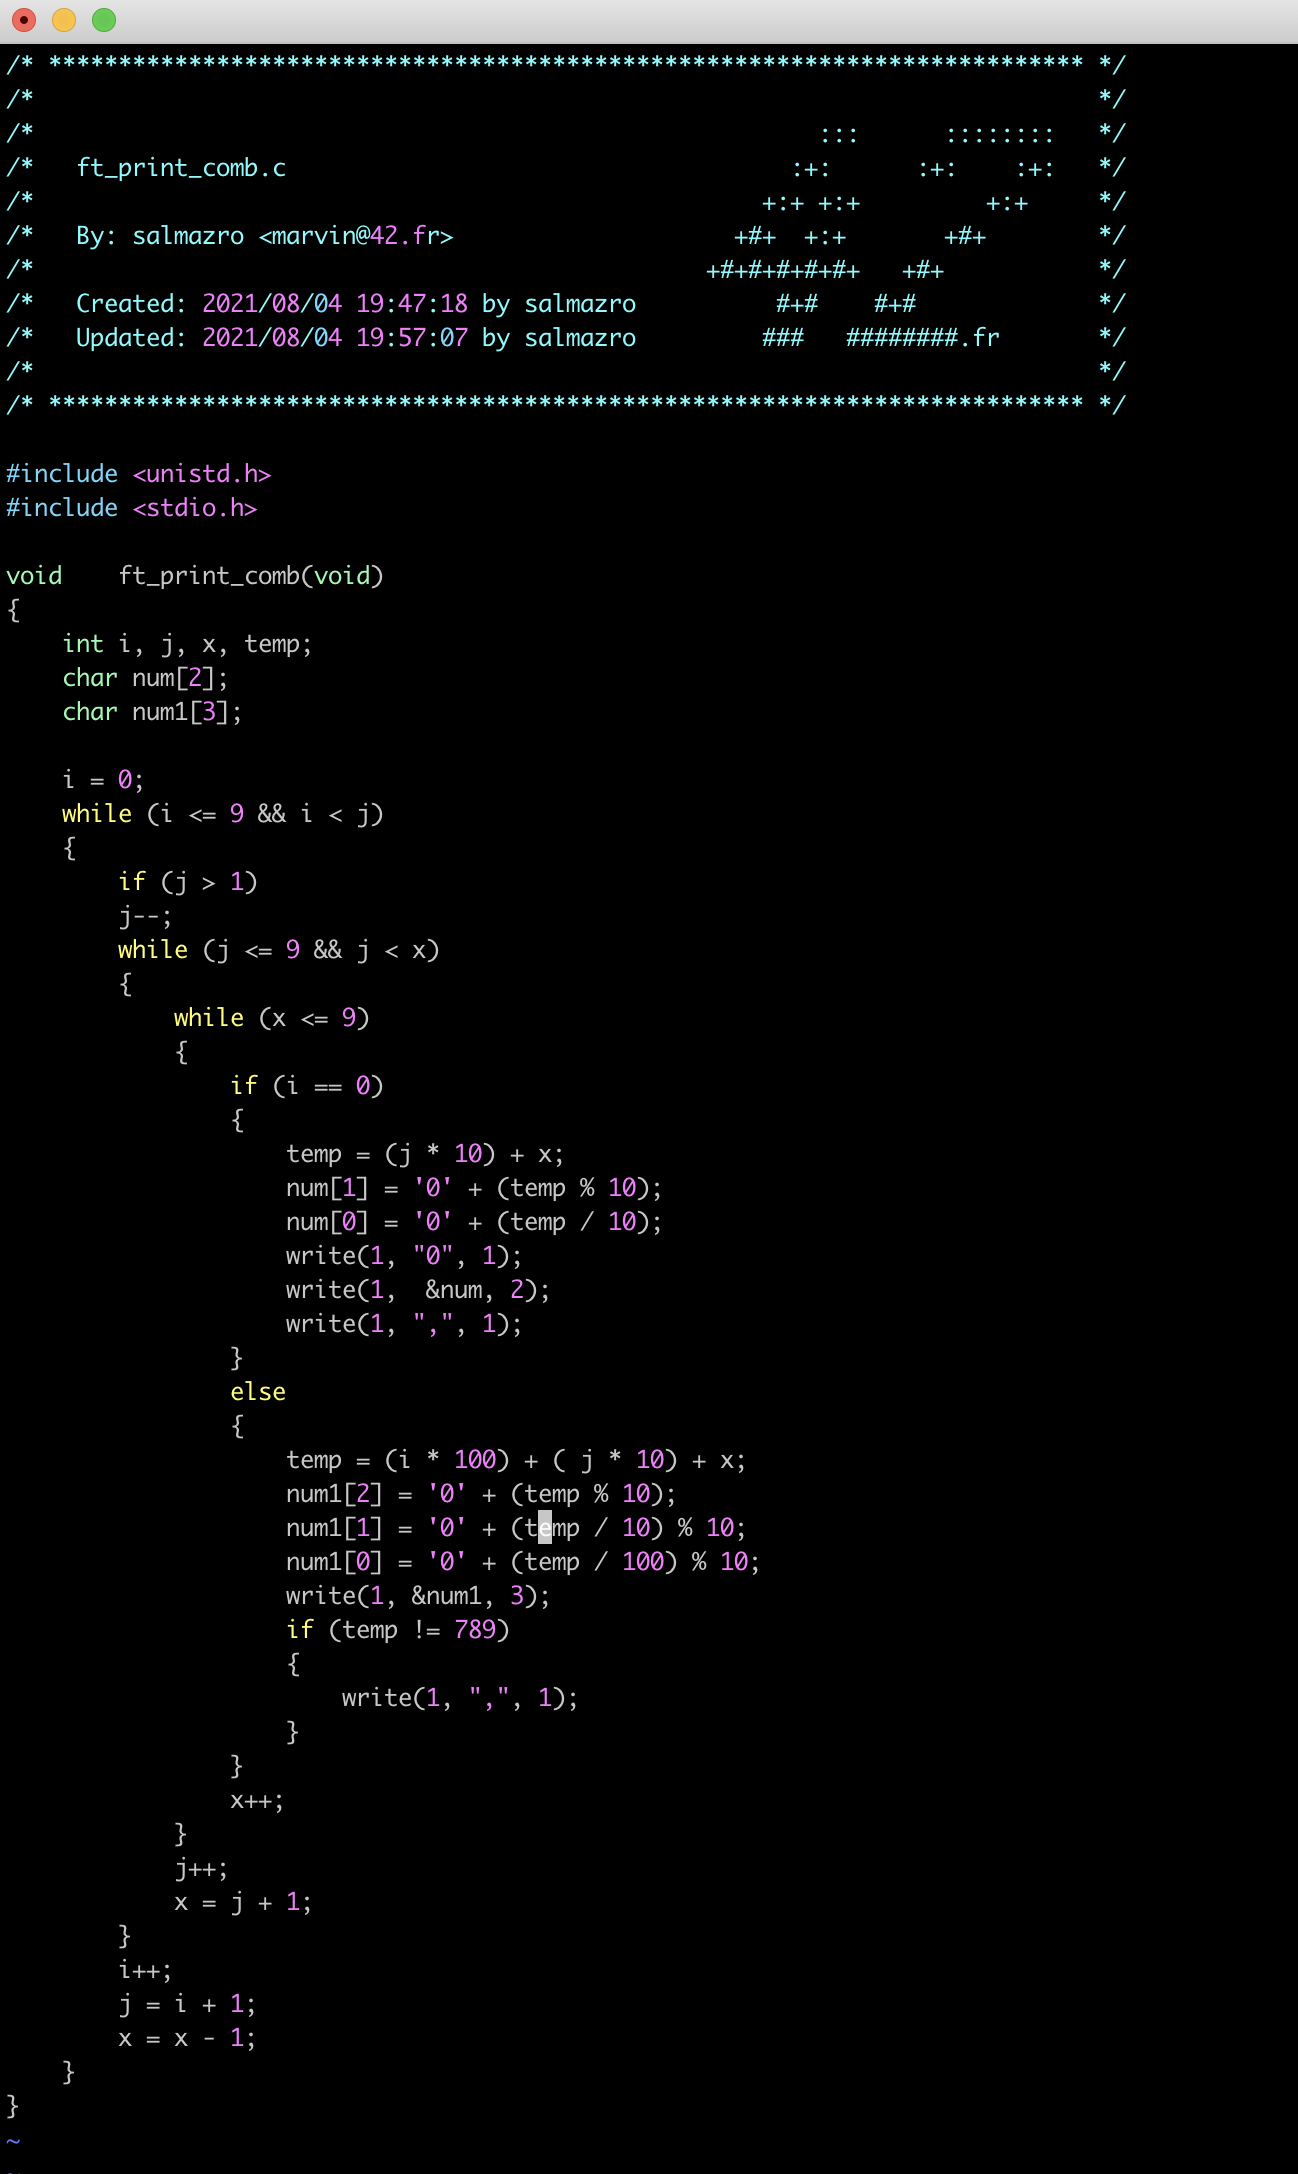 /* ************************************************************************** */
/*                                                                            */
/*                                                        :::      ::::::::   */
/*   ft_print_comb.c                                    :+:      :+:    :+:   */
/*                                                    +:+ +:+         +:+     */
/*   By: salmazro <marvin@42.fr>                    +#+  +:+       +#+        */
/*                                                +#+#+#+#+#+   +#+           */
/*   Created: 2021/08/04 19:47:18 by salmazro          #+#    #+#             */
/*   Updated: 2021/08/04 19:57:07 by salmazro         ###   ########.fr       */
/*                                                                            */
/* ************************************************************************** */

#include <unistd.h>
#include <stdio.h>

void    ft_print_comb(void)
{
    int i, j, x, temp;
    char num[2];
    char num1[3];

    i = 0;
    while (i <= 9 && i < j)
    {
        if (j > 1)
        j--;
        while (j <= 9 && j < x)
        {
            while (x <= 9)
            {
                if (i == 0)
                {
                    temp = (j * 10) + x;
                    num[1] = '0' + (temp % 10);
                    num[0] = '0' + (temp / 10);
                    write(1, "0", 1);
                    write(1,  &num, 2);
                    write(1, ",", 1);
                }
                else
                {
                    temp = (i * 100) + ( j * 10) + x;
                    num1[2] = '0' + (temp % 10);
                    num1[1] = '0' + (temp / 10) % 10;
                    num1[0] = '0' + (temp / 100) % 10;
                    write(1, &num1, 3);
                    if (temp != 789)
                    {
                        write(1, ",", 1);
                    }
                }
                x++;
            }
            j++;
            x = j + 1;
        }
        i++;
        j = i + 1;
        x = x - 1;
    }
}
~